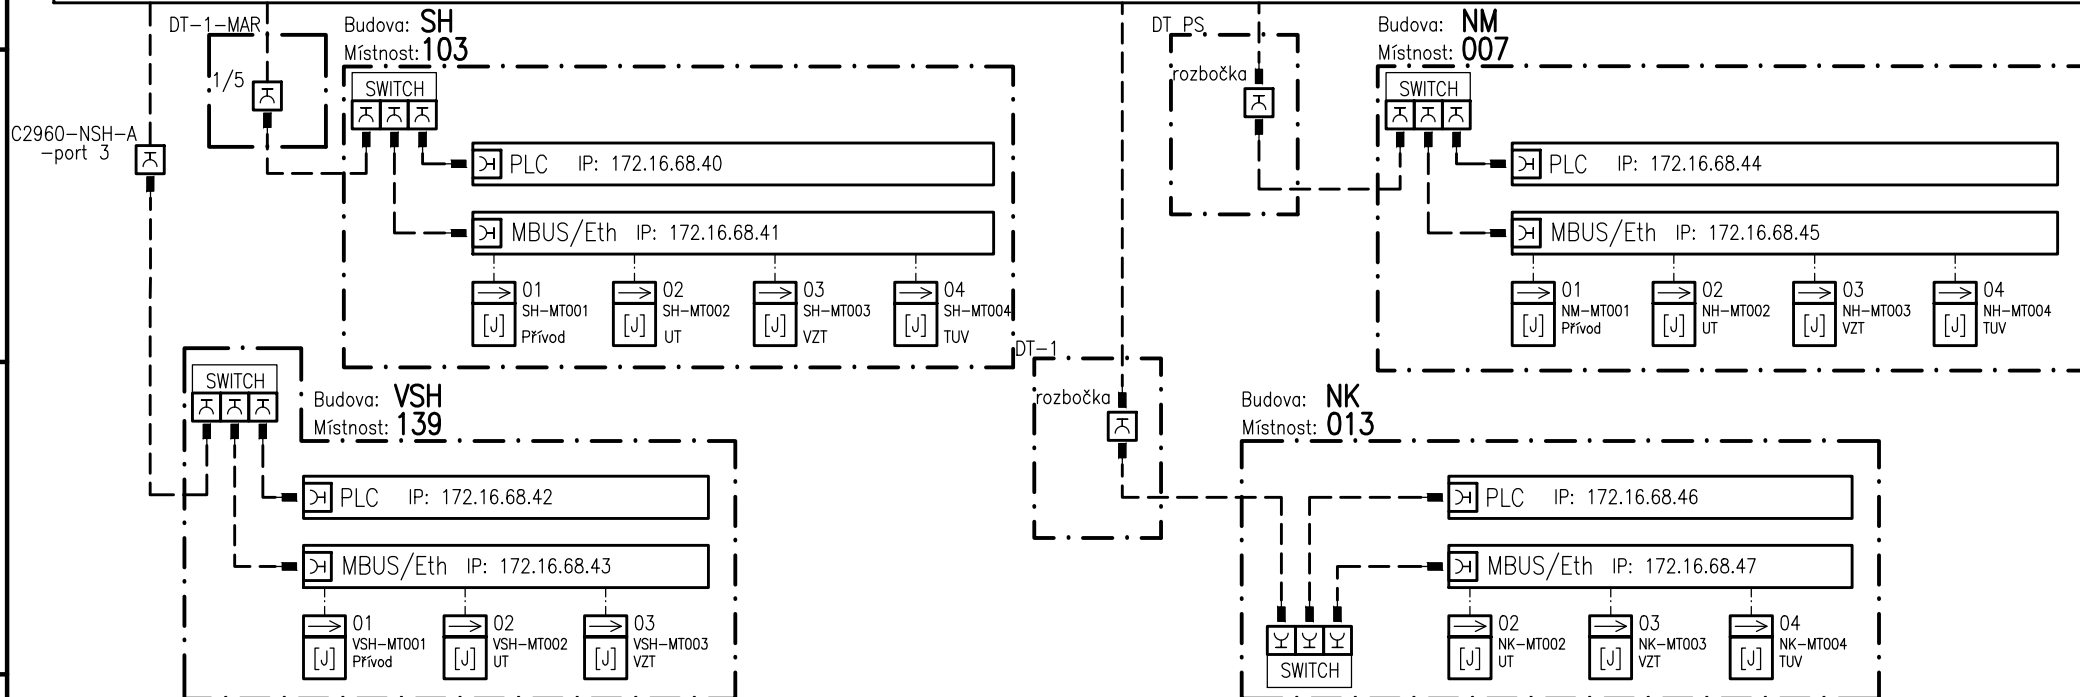 DT-1-MAR
1/5
C2960-NSH-A
-port 3
Budova: SH
Místnost: 103
SWITCH
PLC IP: 172.16.68.40
MBUS/Eth IP: 172.16.68.41
01
SH-MT001
Přívod
[J]
02
SH-MT002
UT
[J]
03
SH-MT003
VZT
[J]
04
SH-MT004
TUV
[J]
DT PS
rozbočka
Budova: NM
Místnost: 007
SWITCH
PLC IP: 172.16.68.44
MBUS/Eth IP: 172.16.68.45
01
NM-MT001
Přívod
[J]
02
NH-MT002
UT
[J]
03
NH-MT003
VZT
[J]
04
NH-MT004
TUV
[J]
SWITCH
Budova: VSH
Místnost: 139
PLC IP: 172.16.68.42
MBUS/Eth IP: 172.16.68.43
01
VSH-MT001
Přívod
[J]
02
VSH-MT002
UT
[J]
03
VSH-MT003
VZT
[J]
DT-1
rozbočka
Budova: NK
Místnost: 013
PLC IP: 172.16.68.46
MBUS/Eth IP: 172.16.68.47
SWITCH
02
NK-MT002
UT
[J]
03
NK-MT003
VZT
[J]
04
NK-MT004
TUV
[J]